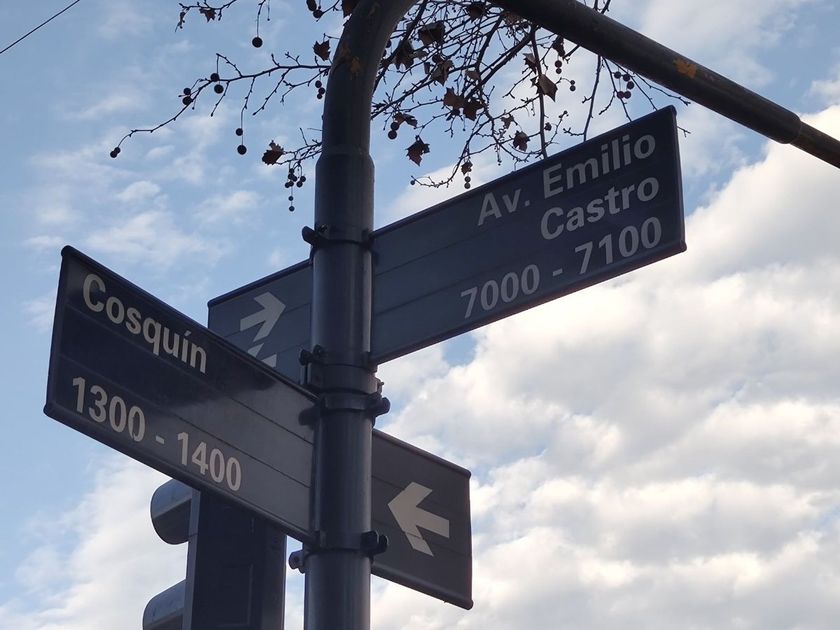 Av. Emilio
Castro
7000 - 7100
Cosquín
1300 - 1400